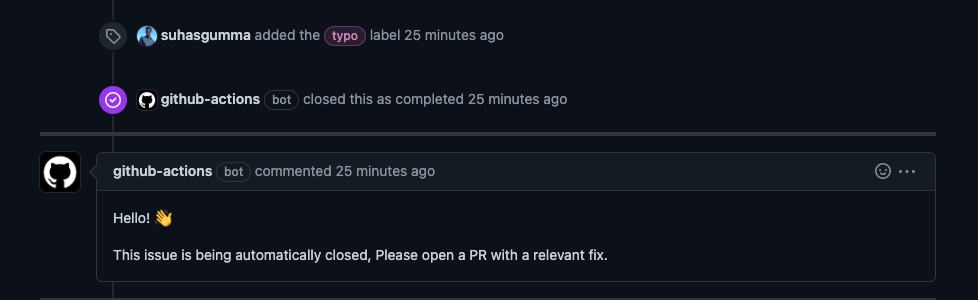 suhasgumma added the typo label 25 minutes ago
github-actions bot closed this as completed 25 minutes ago
github-actions bot commented 25 minutes ago
Hello! 👋
This issue is being automatically closed, Please open a PR with a relevant fix.